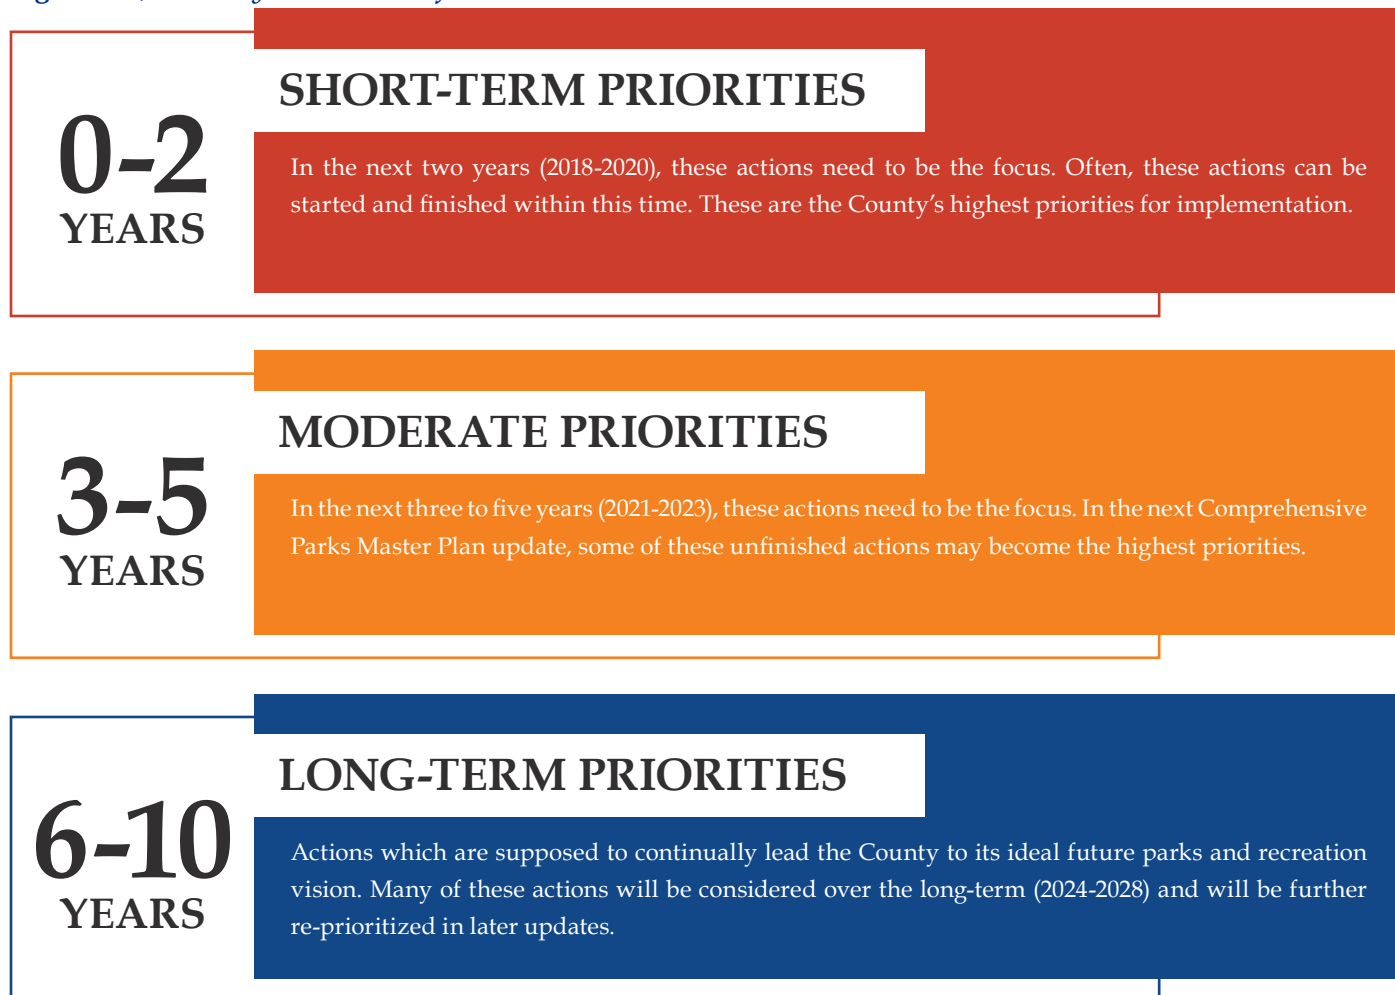 0-2
YEARS
SHORT-TERM PRIORITIES
In the next two years (2018-2020), these actions need to be the focus. Often, these actions can be
started and finished within this time. These are the County’s highest priorities for implementation.
3-5
YEARS
MODERATE PRIORITIES
In the next three to five years (2021-2023), these actions need to be the focus. In the next Comprehensive
Parks Master Plan update, some of these unfinished actions may become the highest priorities.
6-10
YEARS
LONG-TERM PRIORITIES
Actions which are supposed to continually lead the County to its ideal future parks and recreation
vision. Many of these actions will be considered over the long-term (2024-2028) and will be further
re-prioritized in later updates.